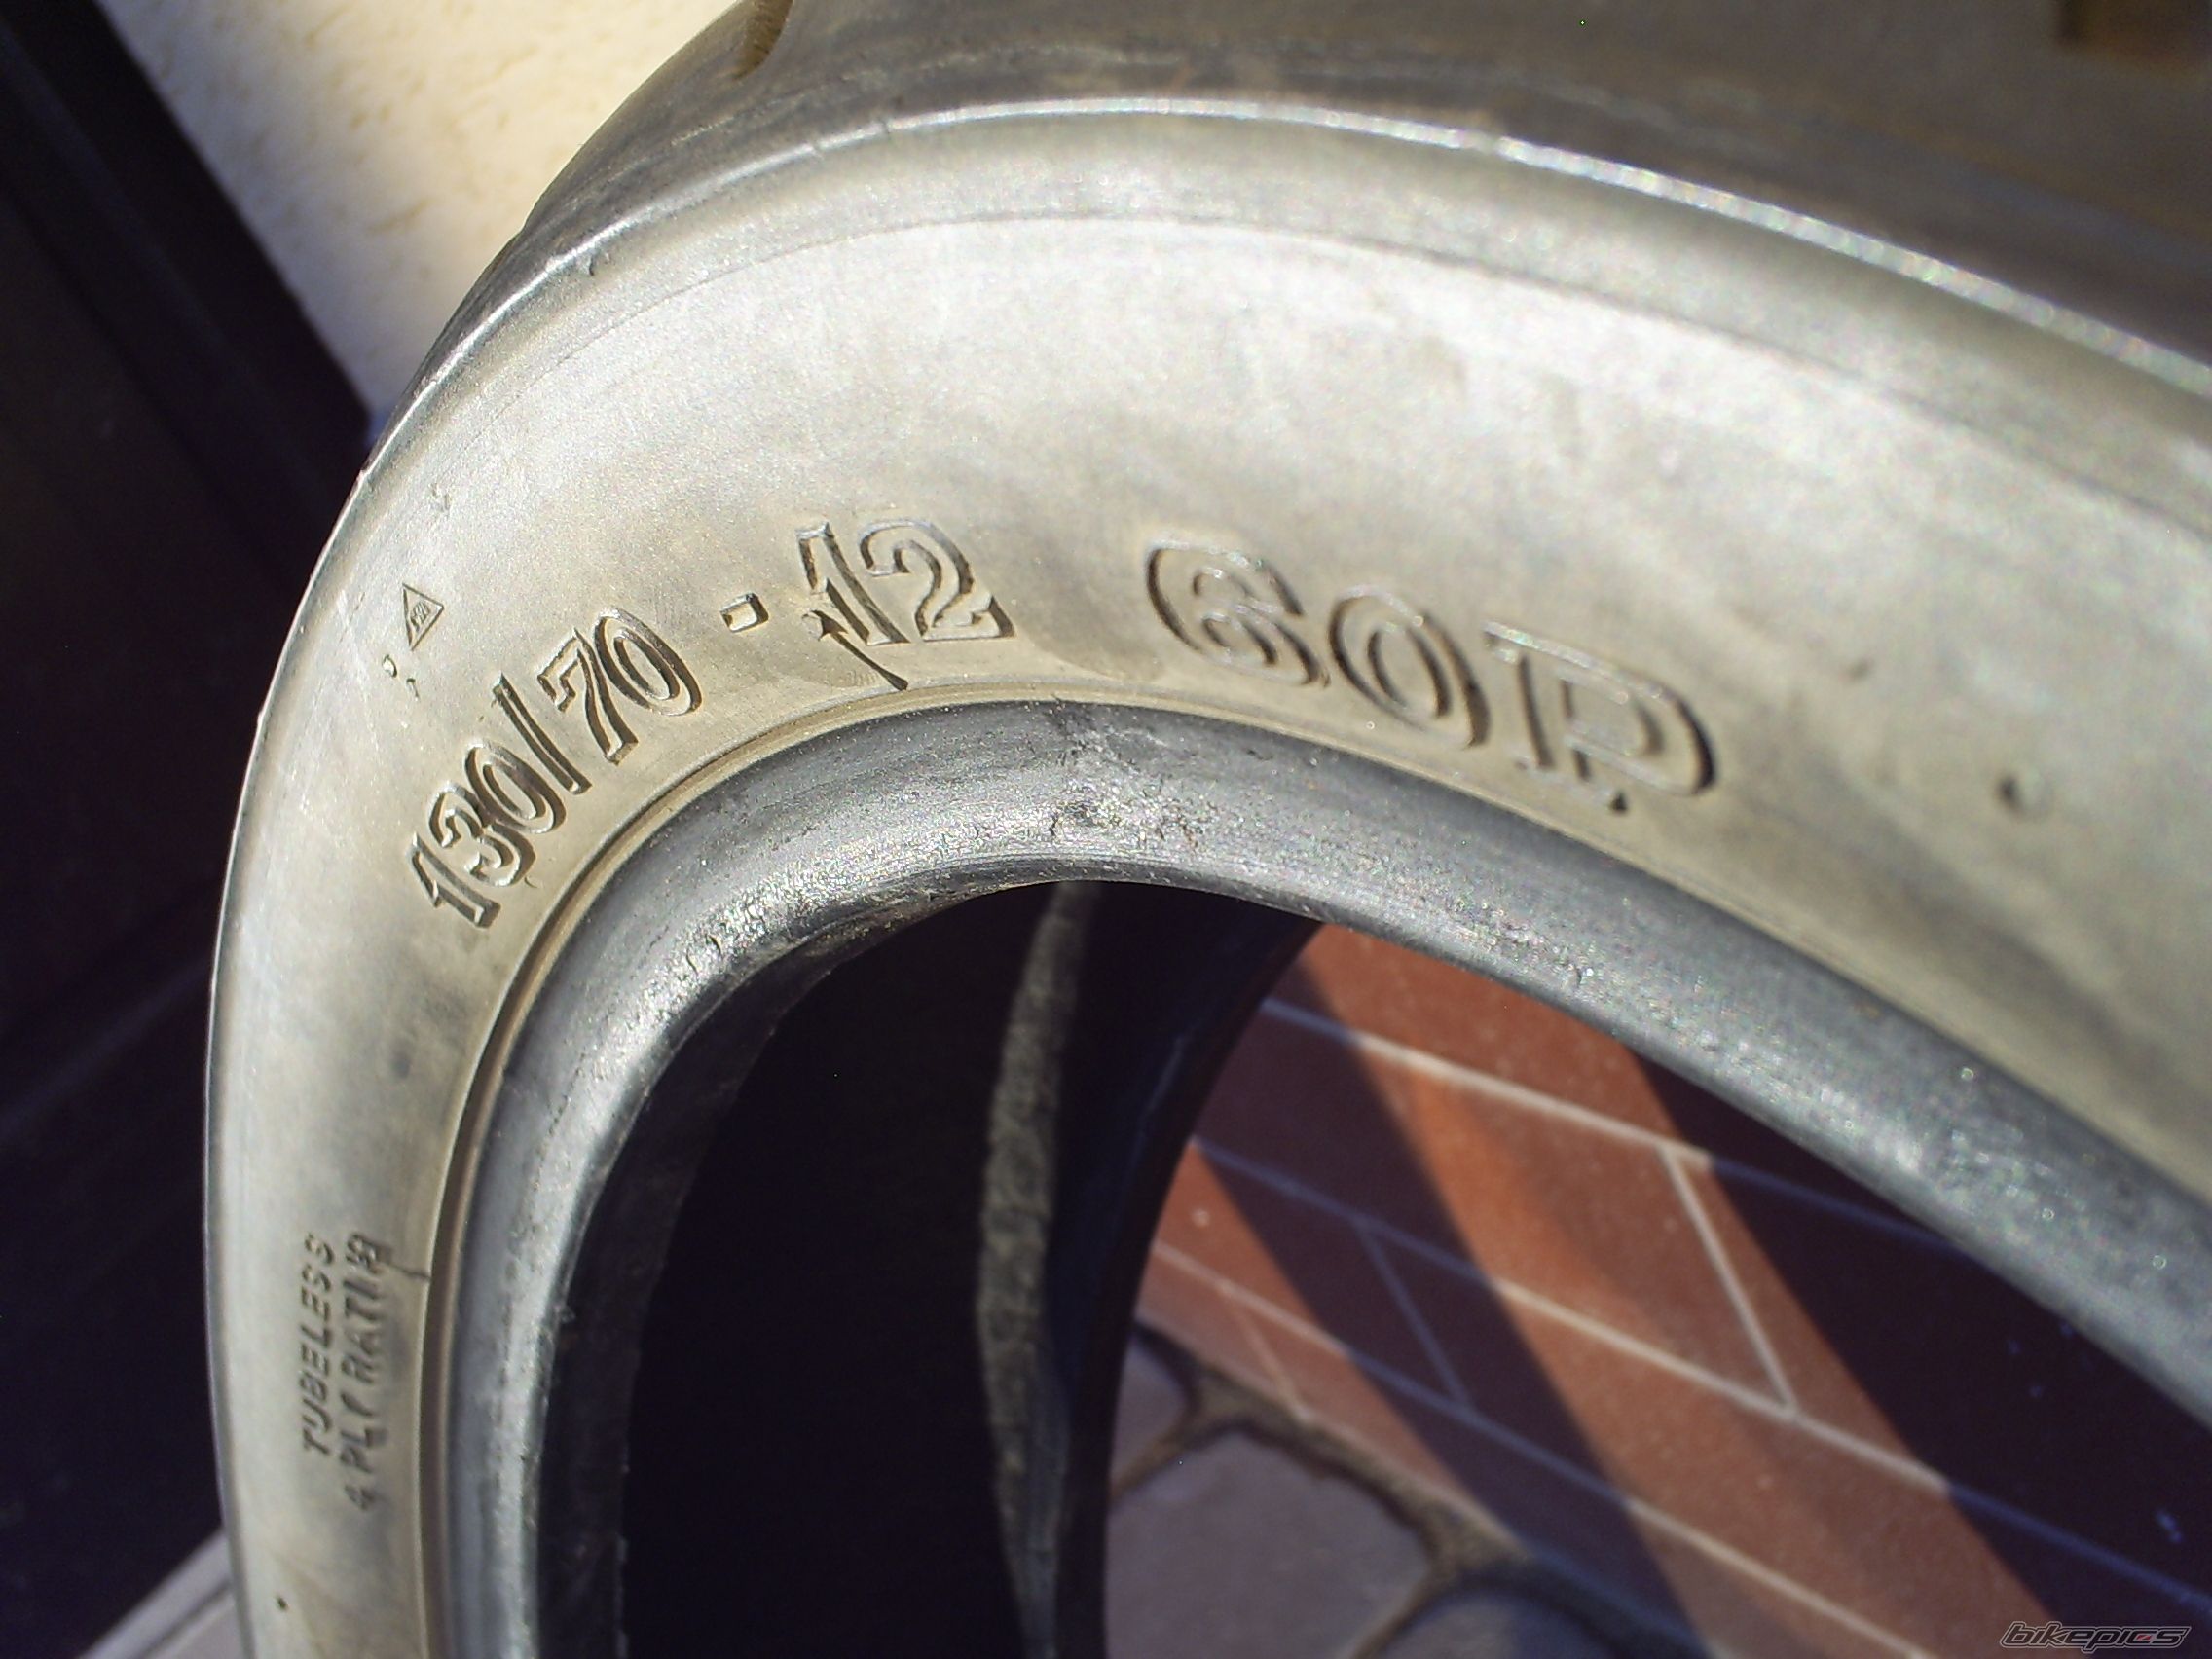 130/70 - 12 60P
TUBELESS
4 PLY RATING
bikepics